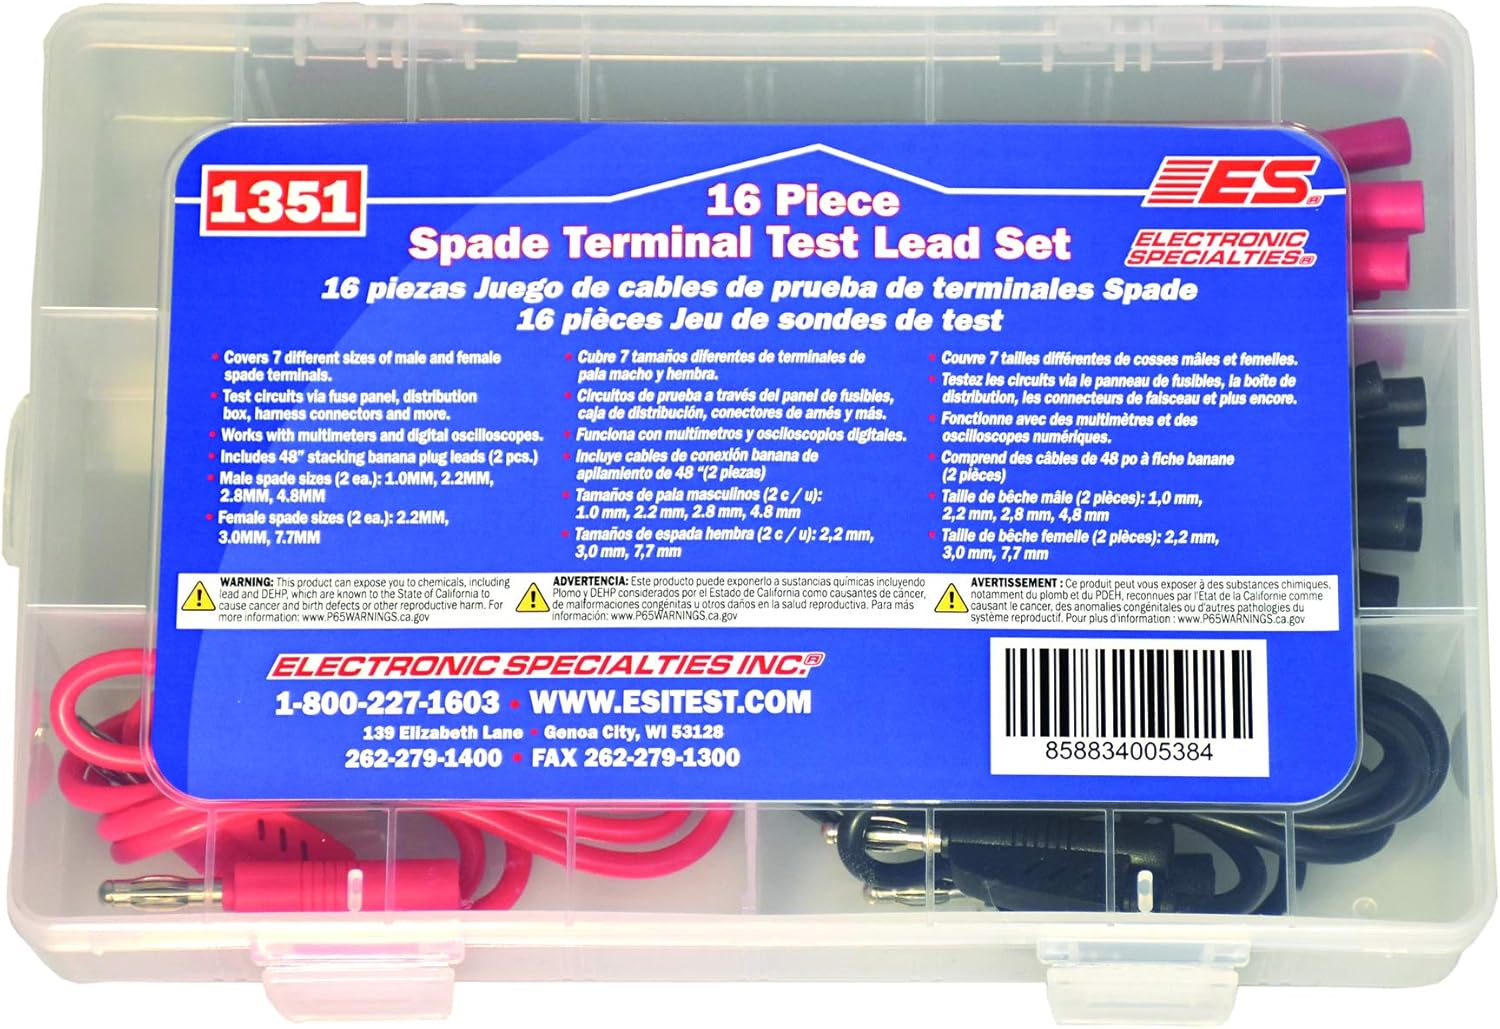 1351
ES®
16 Piece
Spade Terminal Test Lead Set
ELECTRONIC
SPECIALTIES®
16 piezas Juego de cables de prueba de terminales Spade
16 pièces Jeu de sondes de test
• Covers 7 different sizes of male and female
spade terminals.
• Test circuits via fuse panel, distribution
box, harness connectors and more.
• Works with multimeters and digital oscilloscopes.
• Includes 48" stacking banana plug leads (2 pcs.)
• Male spade sizes (2 ea.): 1.0MM, 2.2MM,
2.8MM, 4.8MM
• Female spade sizes (2 ea.): 2.2MM,
3.0MM, 7.7MM
• Cubre 7 tamaños diferentes de terminales de
pala macho y hembra.
• Circuitos de prueba a través del panel de fusibles,
caja de distribución, conectores de arnés y más.
• Funciona con multímetros y osciloscopios digitales.
• Incluye cables de conexión banana de
apilamiento de 48 “(2 piezas)
• Tamaños de pala masculinos (2 c / u):
1.0 mm, 2.2 mm, 2.8 mm, 4.8 mm
• Tamaños de espada hembra (2 c / u): 2,2 mm,
3,0 mm, 7,7 mm
• Couvre 7 tailles différentes de cosses mâles et femelles.
• Testez les circuits via le panneau de fusibles, la boîte de
distribution, les connecteurs de faisceau et plus encore.
• Fonctionne avec des multimètres et des
oscilloscopes numériques.
• Comprend des câbles de 48 po à fiche banane
(2 pièces)
• Taille de bêche mâle (2 pièces): 1,0 mm,
2,2 mm, 2,8 mm, 4,8 mm
• Taille de bêche femelle (2 pièces): 2,2 mm,
3,0 mm, 7,7 mm
WARNING: This product can expose you to chemicals, including
lead and DEHP, which are known to the State of California to
cause cancer and birth defects or other reproductive harm. For
more information: www.P65WARNINGS.ca.gov
ADVERTENCIA: Este producto puede exponerlo a sustancias químicas incluyendo
Plomo y DEHP considerados por el Estado de California como causantes de cáncer,
de malformaciones congénitas u otros daños en la salud reproductiva. Para más
información: www.P65WARNINGS.ca.gov
AVERTISSEMENT : Ce produit peut vous exposer à des substances chimiques,
notamment du plomb et du PDEH, reconnues par l'Etat de la Californie comme
causant le cancer, des anomalies congénitales ou d'autres pathologies du
système reproductif. Pour plus d'information : www.P65WARNINGS.ca.gov
ELECTRONIC SPECIALTIES INC.®
1-800-227-1603 • WWW.ESITEST.COM
139 Elizabeth Lane • Genoa City, WI 53128
262-279-1400 • FAX 262-279-1300
858834005384